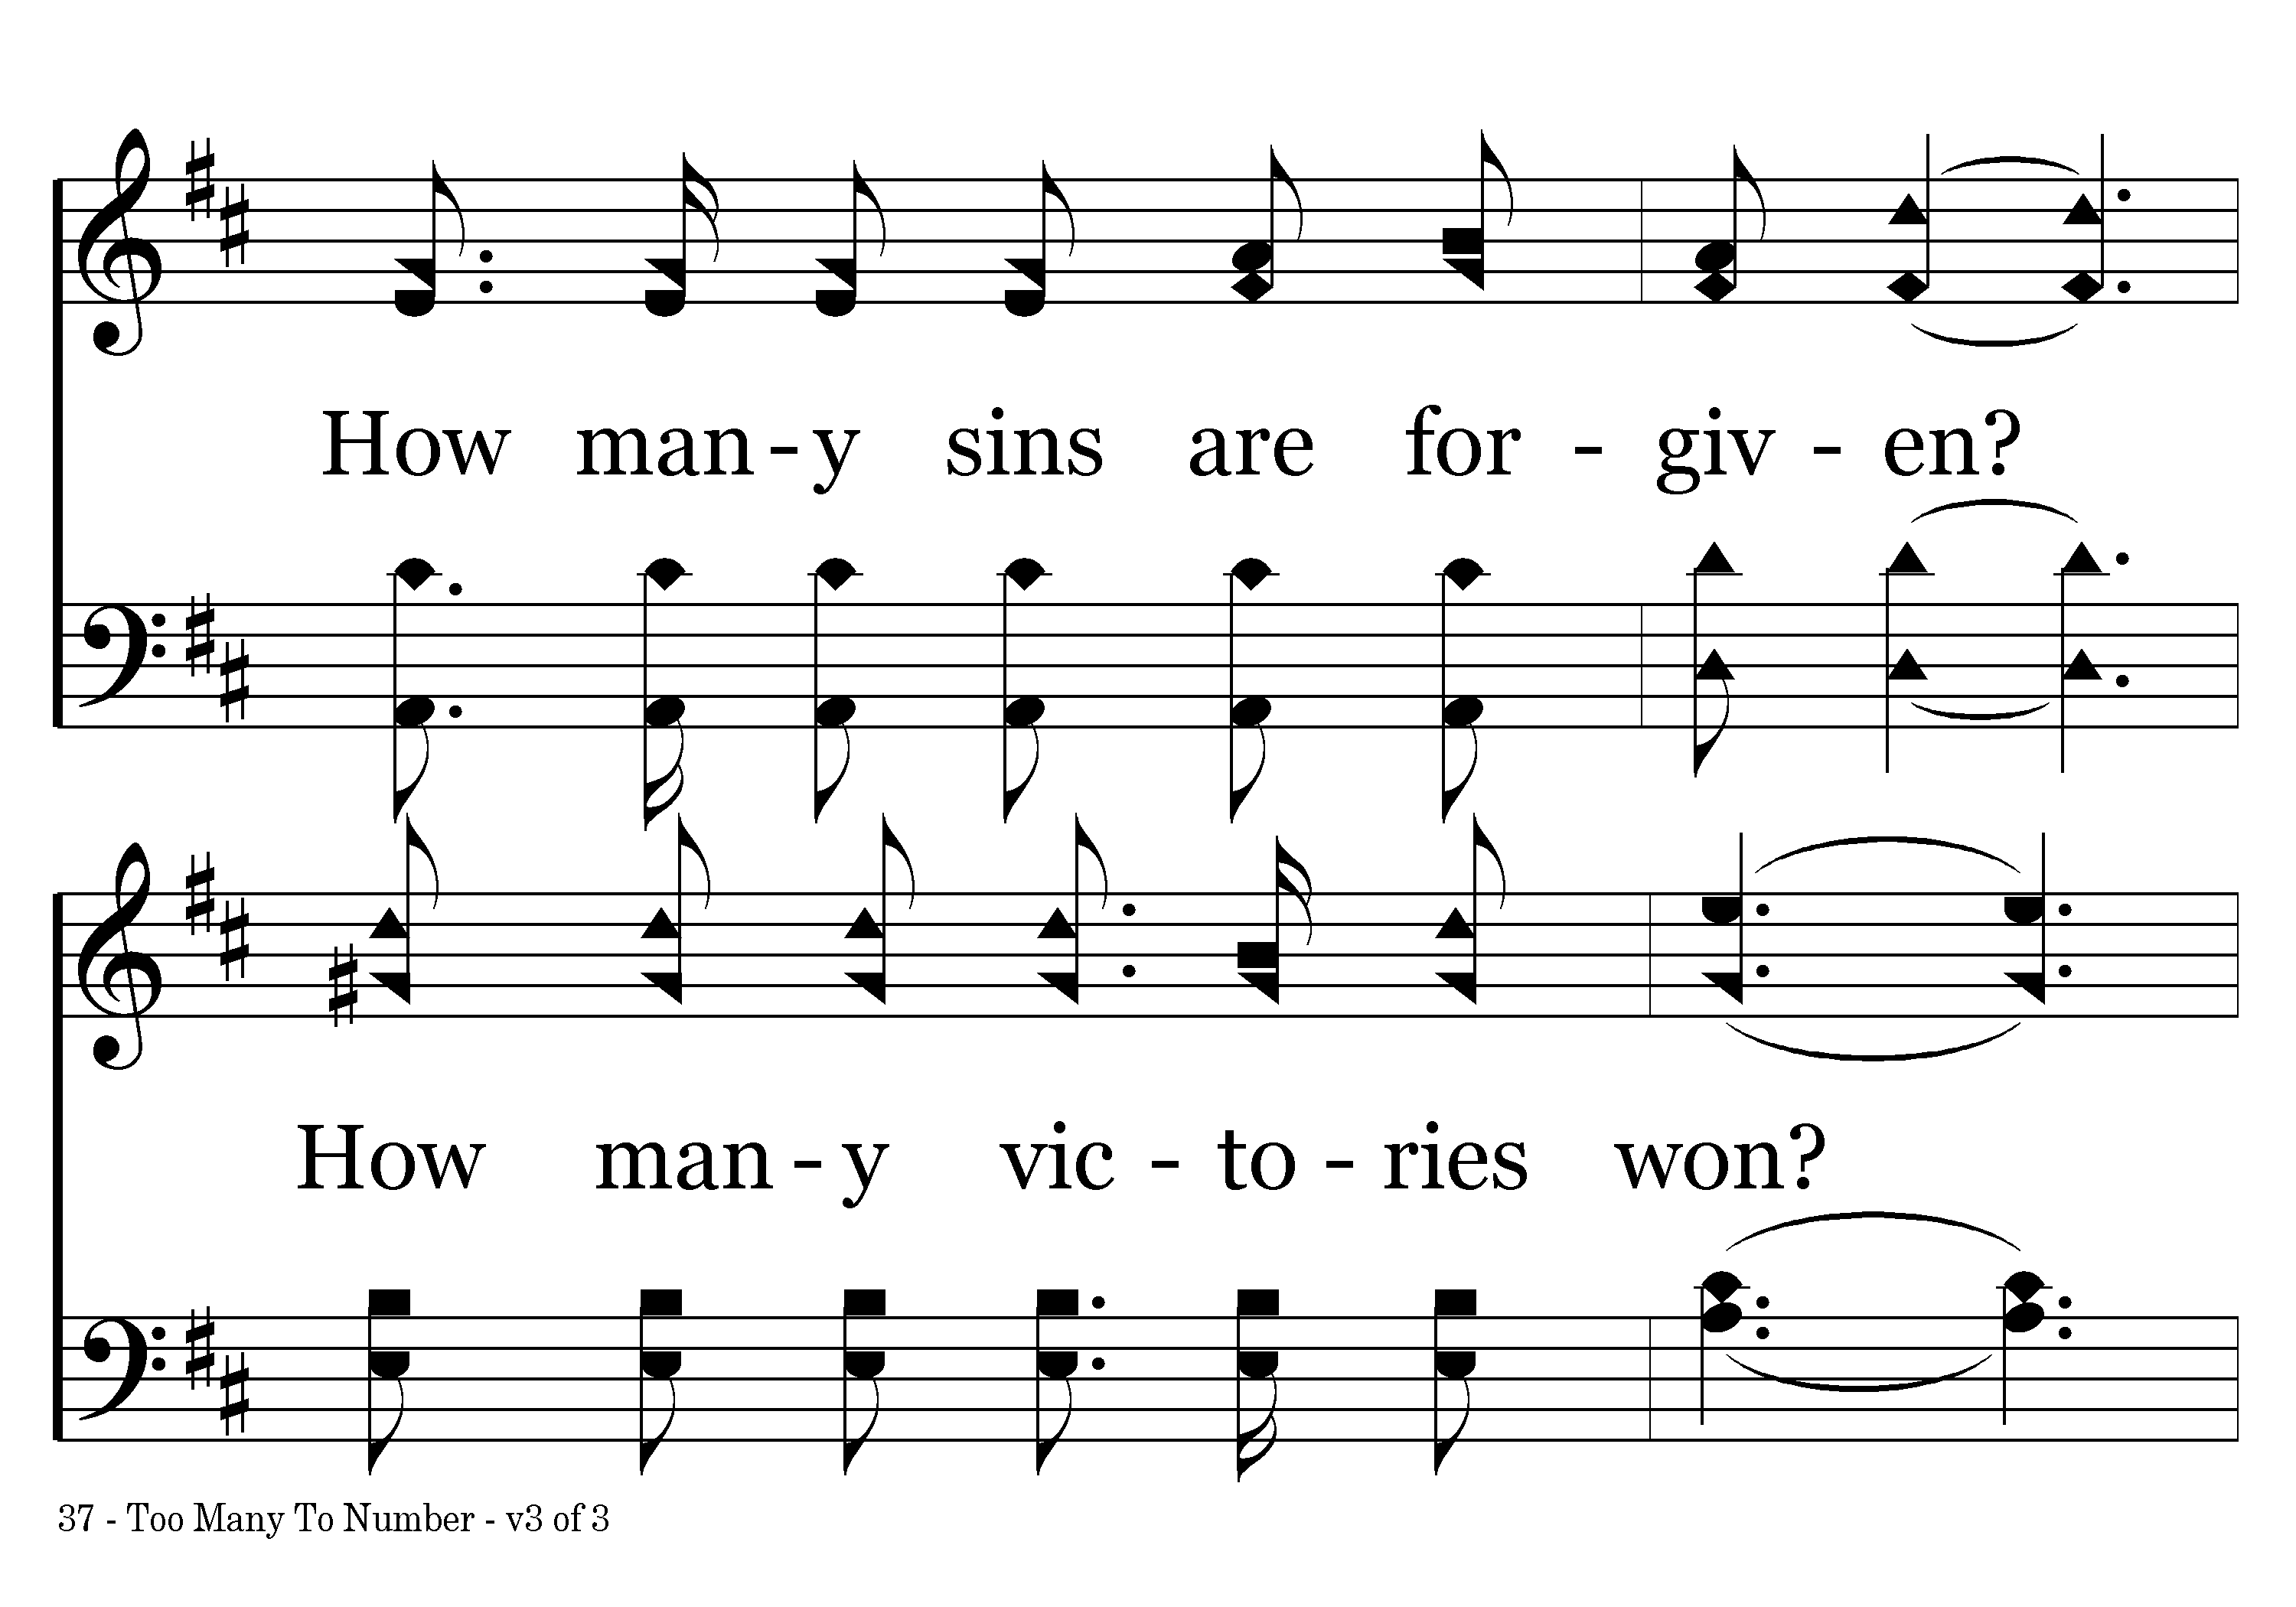 How man - y sins are for - giv - en?
How man - y vic - to - ries won?
37 - Too Many To Number - v3 of 3